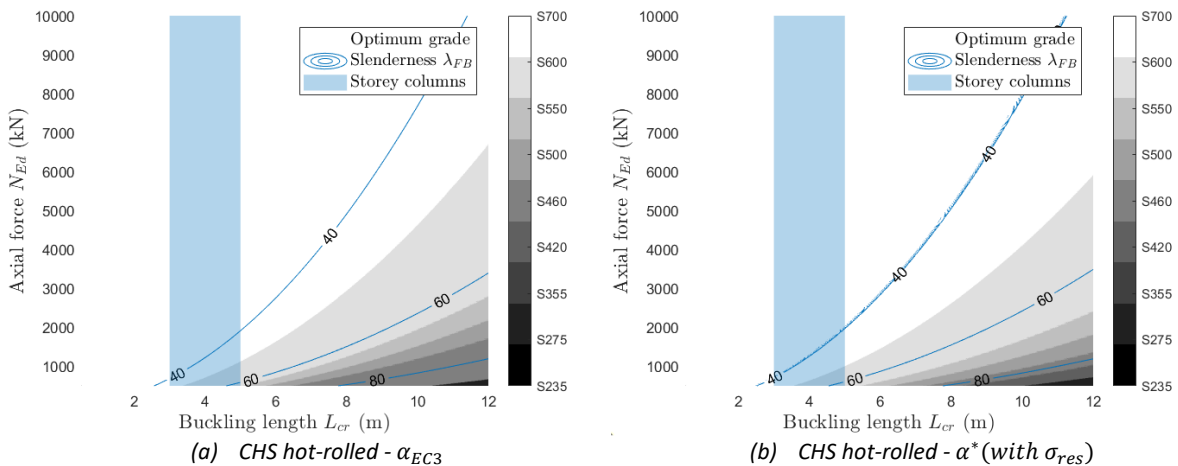 10000
9000
8000
7000
6000
5000
4000
3000
2000
1000
Axial force N_Ed (kN)
2 4 6 8 10 12
Buckling length L_cr (m)
Optimum grade
Slenderness λ_FB
Storey columns
40
40
60
60
80
S700
S600
S550
S500
S460
S420
S355
S275
S235
(a) CHS hot-rolled - α_EC3
10000
9000
8000
7000
6000
5000
4000
3000
2000
1000
Axial force N_Ed (kN)
2 4 6 8 10 12
Buckling length L_cr (m)
Optimum grade
Slenderness λ_FB
Storey columns
40
40
40
60
60
80
S700
S600
S550
S500
S460
S420
S355
S275
S235
(b) CHS hot-rolled - α*(with σ_res)